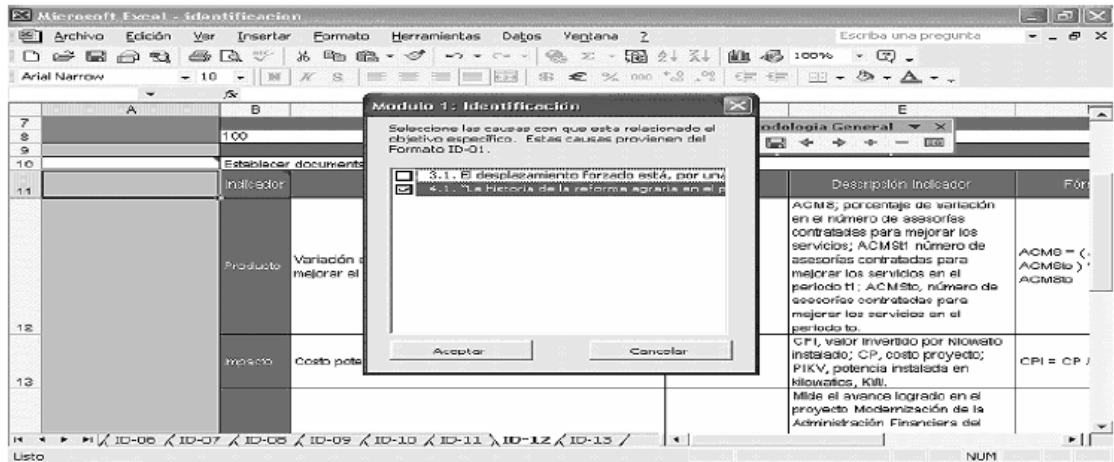 Microsoft Excel - identificacion
Archivo Edición Ver Insertar Formato Herramientas Datos Ventana ?
Escriba una pregunta
100%
Arial Narrow
10
N K S
€ % 000
fx
A B E
7
8 100
9
10 Establecer documents
11 Indicador
Descripción Indicador
Fór
odología General
Modulo 1: Identificación
Seleccione las causas con que esta relacionado el
objetivo específico. Estas causas provienen del
Formato ID-01.
3.1. El desplazamiento forzado está, por una
4.1. "La historia de la reforma agraria en el p
Aceptar
Cancelar
Producto
Variación
mejorar el
ACMS; porcentaje de variación
en el número de asesorías
contratadas para mejorar los
servicios; ACMSt1 número de
asesorías contratadas para
mejorar los servicios en el
periodo t1; ACMSto, número de
asesorías contratadas para
mejorar los servicios en el
periodo to.
ACMS = (
ACMSto )
ACMSto
12
Impacto
Costo pote
CPI, valor invertido por kilowatio
instalado; CP, costo proyecto;
PIKV, potencia instalada en
kilowatios, KW.
CPI = CP /
13
Mide el avance logrado en el
proyecto Modernización de la
Administración Financiera del
ID-06 ID-07 ID-08 ID-09 ID-10 ID-11 ID-12 ID-13
Listo
NUM